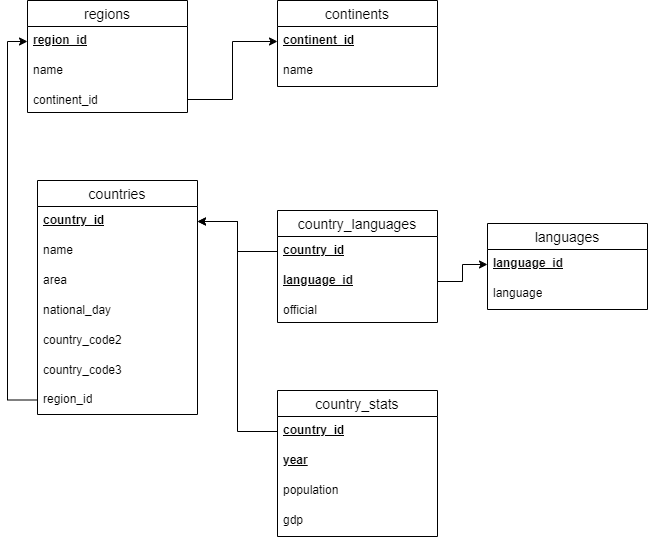 regions
region_id
name
continent_id
continents
continent_id
name
countries
country_id
name
area
national_day
country_code2
country_code3
region_id
country_languages
country_id
language_id
official
languages
language_id
language
country_stats
country_id
year
population
gdp